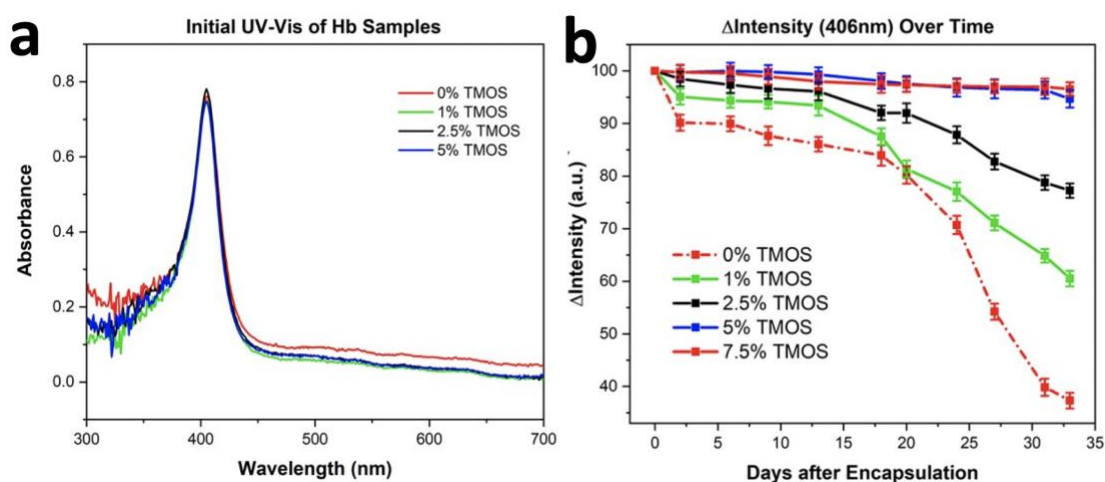 a
Initial UV-Vis of Hb Samples
Absorbance
0.8
0.6
0.4
0.2
0.0
0% TMOS
1% TMOS
2.5% TMOS
5% TMOS
300
400
500
600
700
Wavelength (nm)
b
ΔIntensity (406nm) Over Time
ΔIntensity (a.u.)
100
90
80
70
60
50
40
0% TMOS
1% TMOS
2.5% TMOS
5% TMOS
7.5% TMOS
0
5
10
15
20
25
30
35
Days after Encapsulation